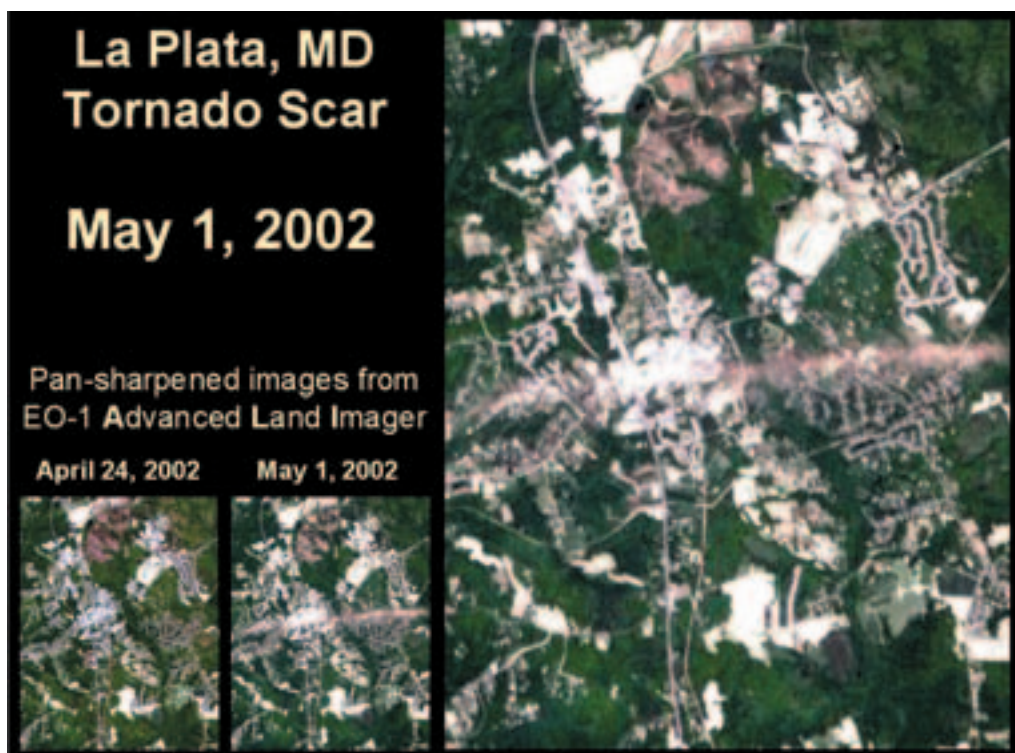 La Plata, MD
Tornado Scar
May 1, 2002
Pan-sharpened images from
EO-1 Advanced Land Imager
April 24, 2002
May 1, 2002